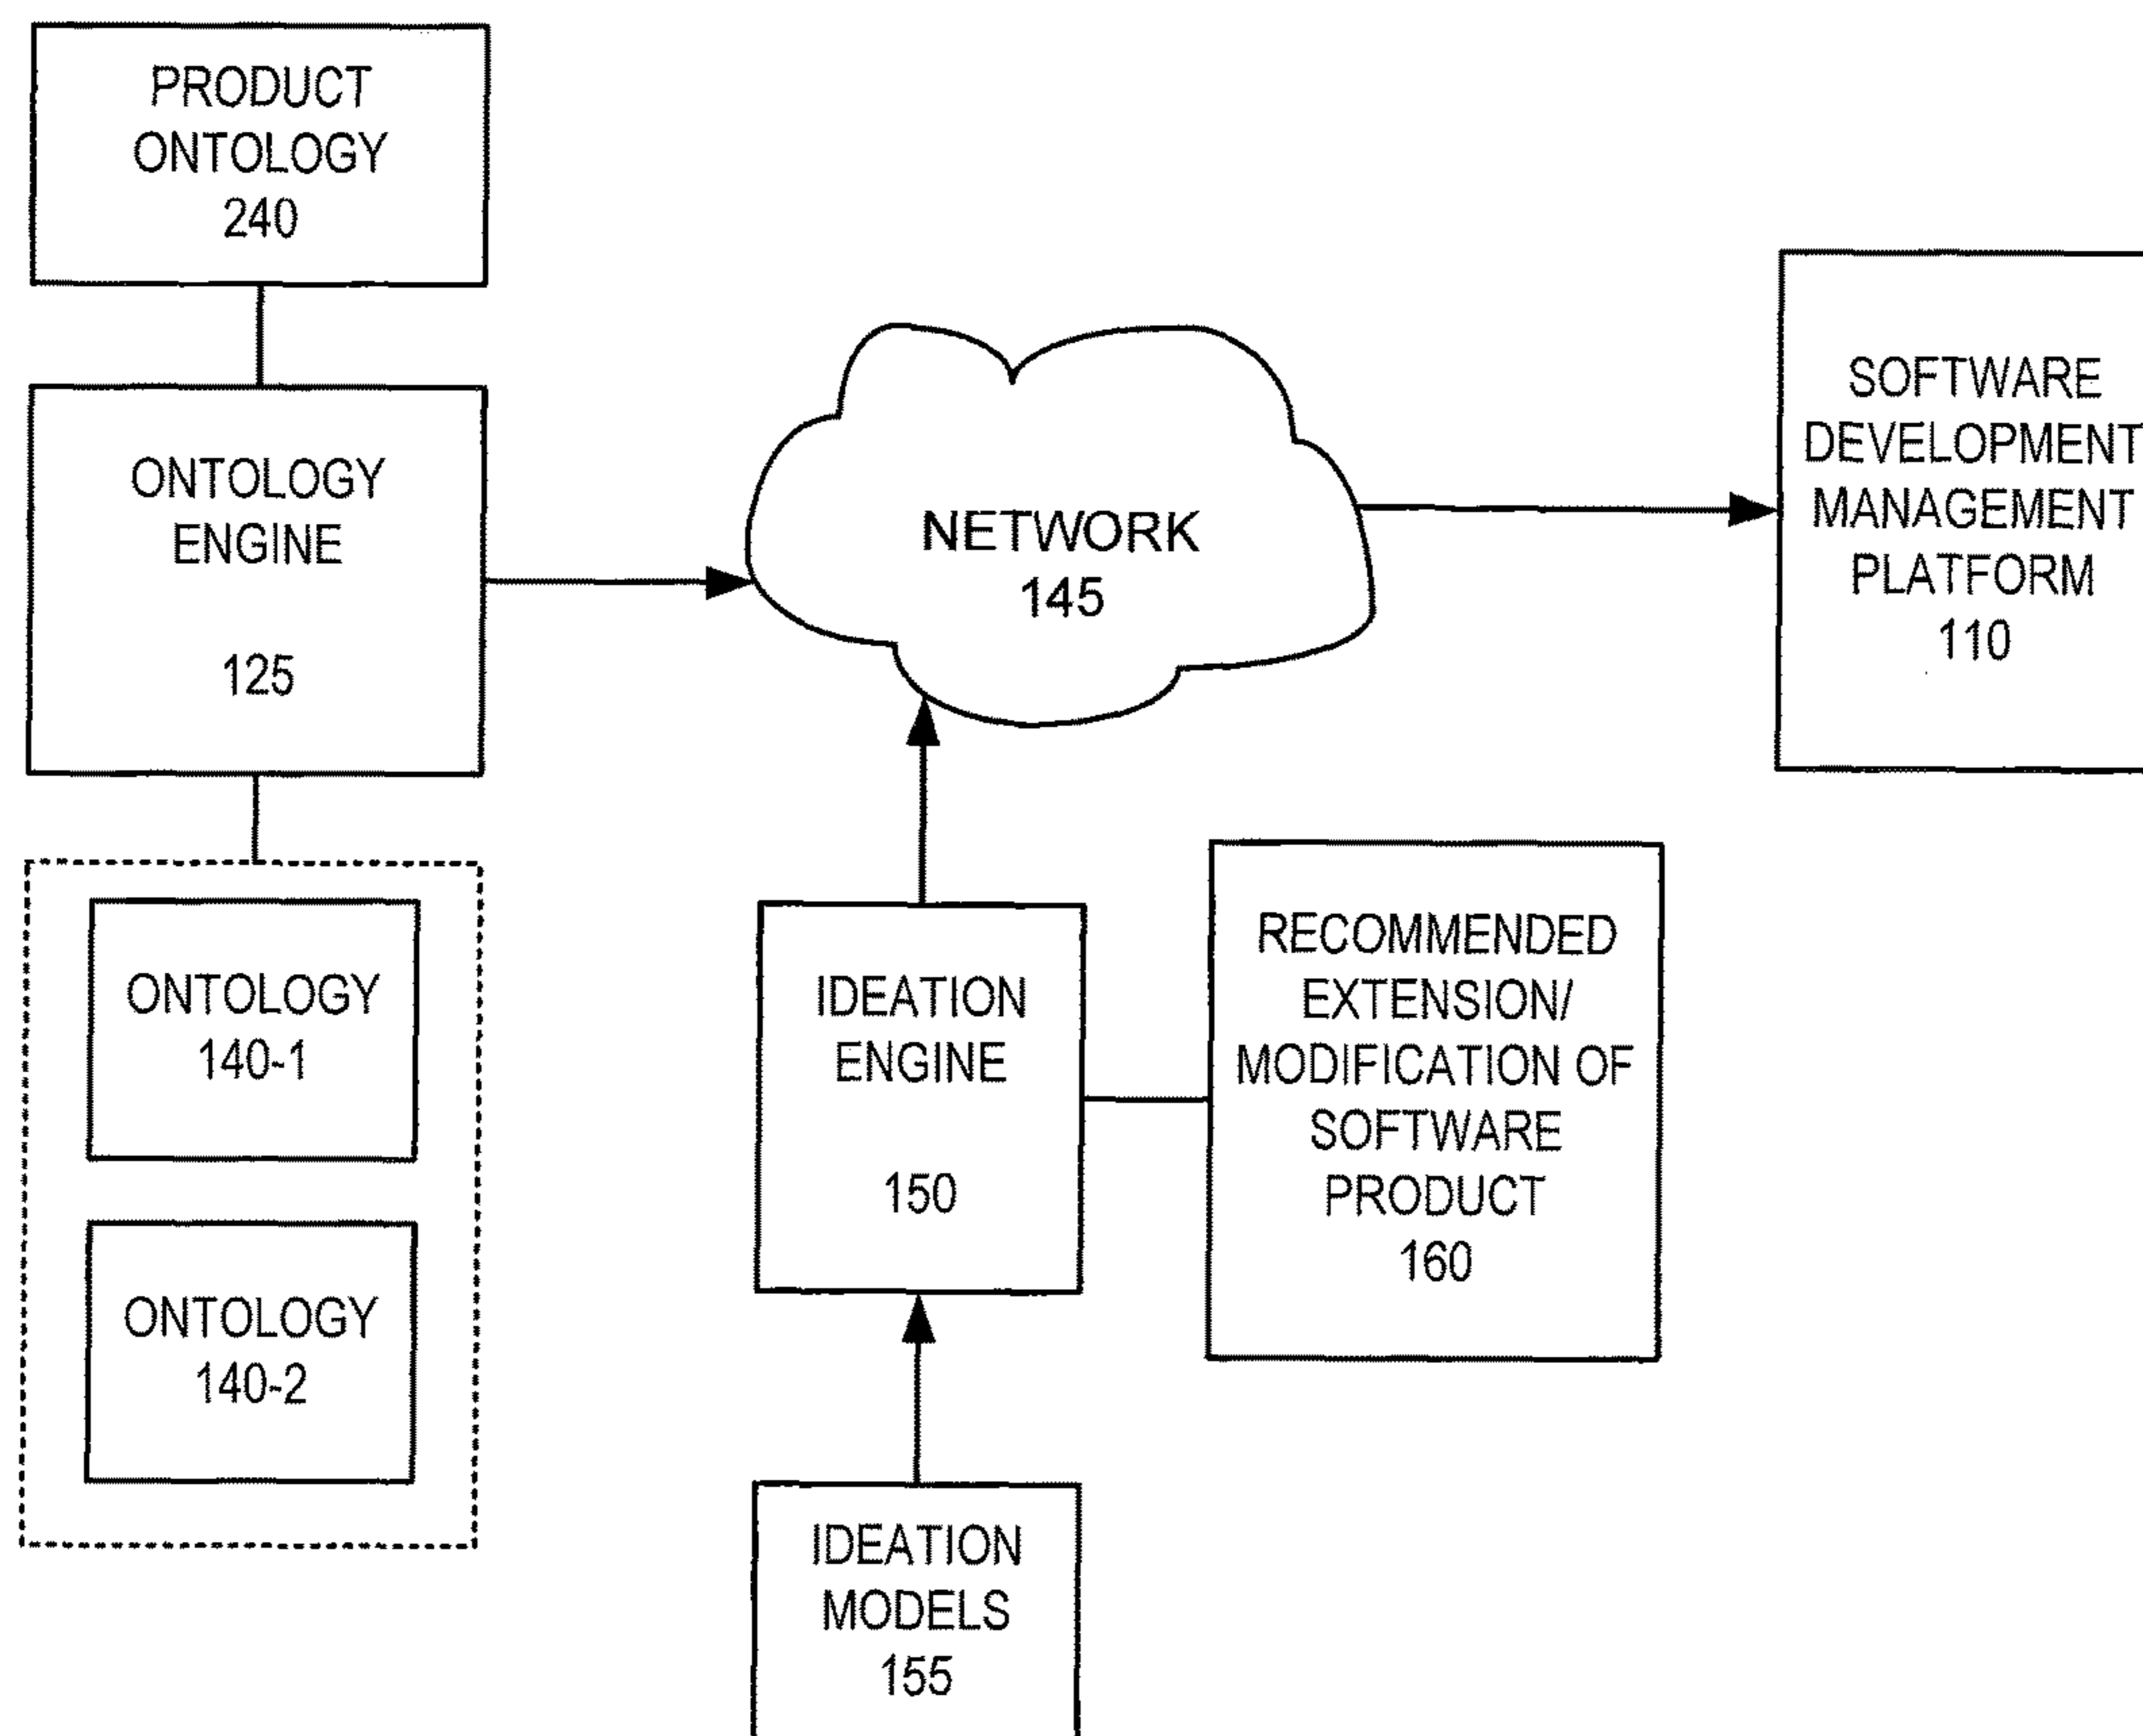 PRODUCT
ONTOLOGY
240
ONTOLOGY
ENGINE
125
ONTOLOGY
140-1
ONTOLOGY
140-2
NETWORK
145
IDEATION
ENGINE
150
IDEATION
MODELS
155
RECOMMENDED
EXTENSION/
MODIFICATION OF
SOFTWARE
PRODUCT
160
SOFTWARE
DEVELOPMENT
MANAGEMENT
PLATFORM
110